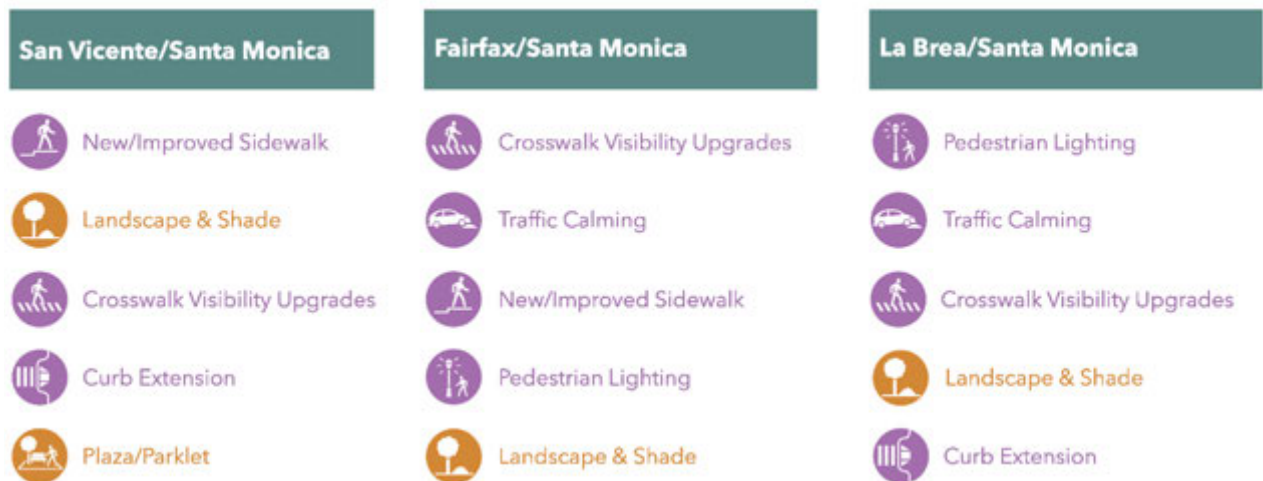 San Vicente/Santa Monica
New/Improved Sidewalk
Landscape & Shade
Crosswalk Visibility Upgrades
Curb Extension
Plaza/Parklet
Fairfax/Santa Monica
Crosswalk Visibility Upgrades
Traffic Calming
New/Improved Sidewalk
Pedestrian Lighting
Landscape & Shade
La Brea/Santa Monica
Pedestrian Lighting
Traffic Calming
Crosswalk Visibility Upgrades
Landscape & Shade
Curb Extension